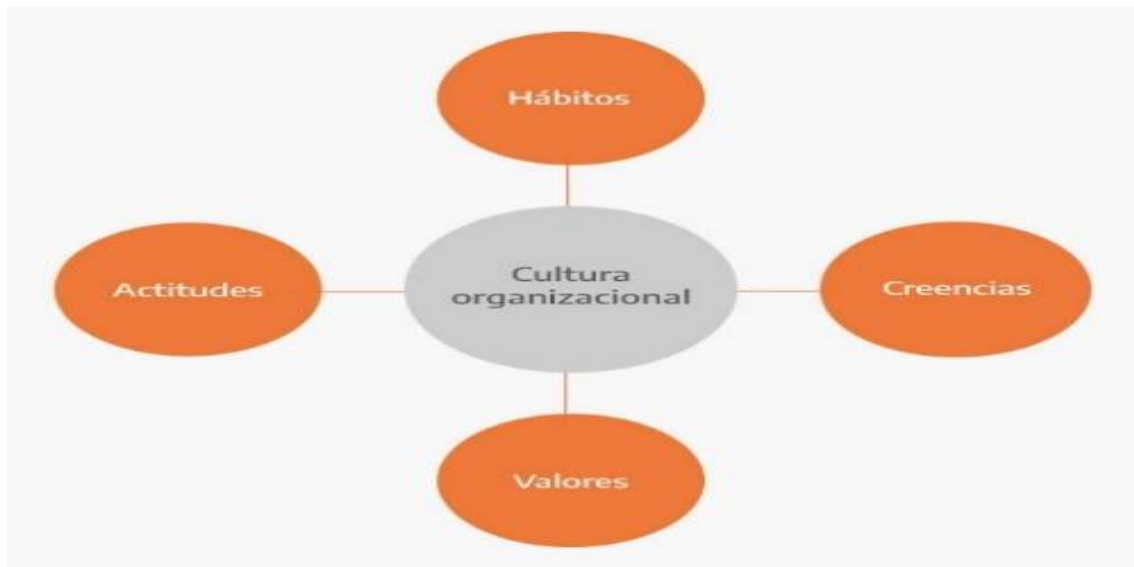 Hábitos
Actitudes
Cultura
organizacional
Creencias
Valores